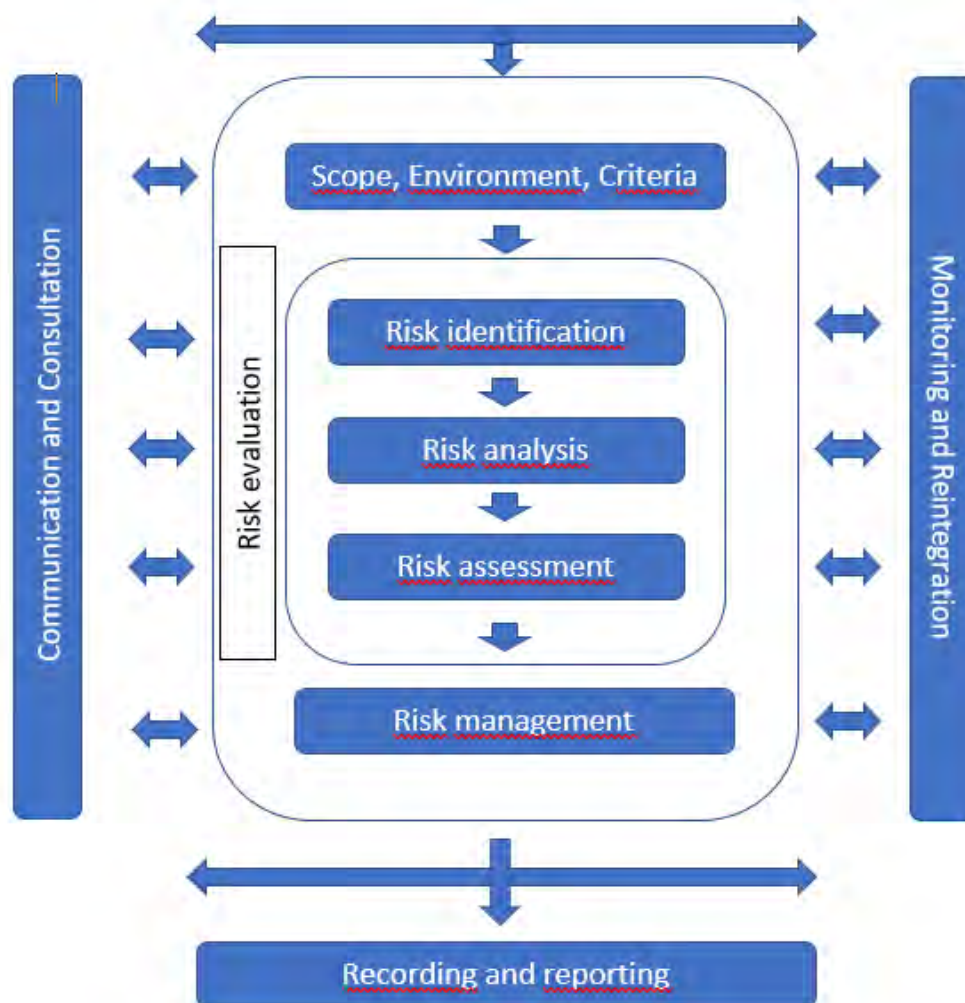 Communication and Consultation
Scope, Environment, Criteria
Risk evaluation
Risk identification
Risk analysis
Risk assessment
Risk management
Monitoring and Reintegration
Recording and reporting